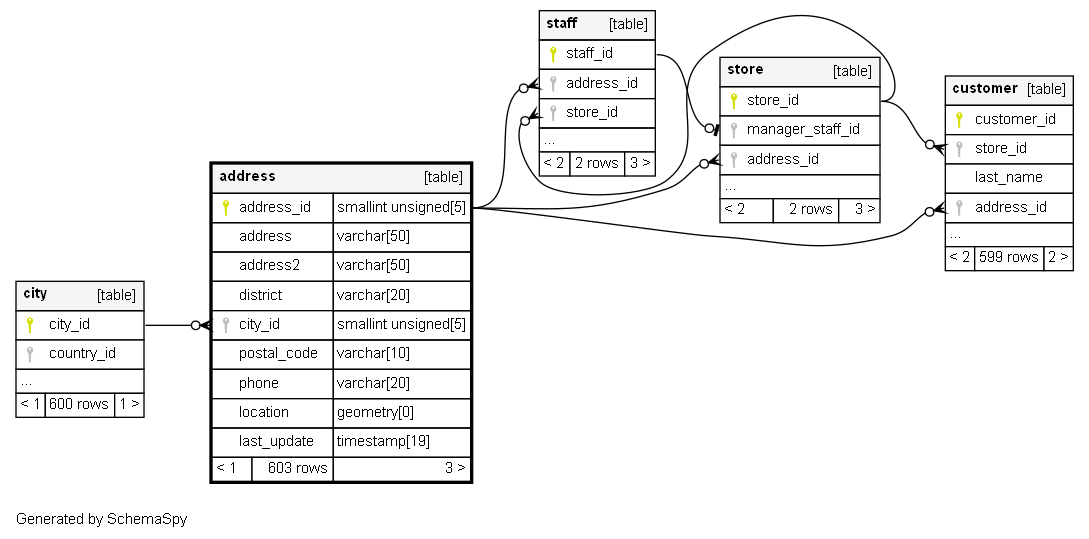 staff [table]
staff_id
address_id
store_id
...
< 2 2 rows 3 >
store [table]
store_id
manager_staff_id
address_id
...
< 2 2 rows 3 >
customer [table]
customer_id
store_id
last_name
address_id
...
< 2 599 rows 2 >
address [table]
address_id smallint unsigned[5]
address varchar[50]
address2 varchar[50]
district varchar[20]
city_id smallint unsigned[5]
postal_code varchar[10]
phone varchar[20]
location geometry[0]
last_update timestamp[19]
< 1 603 rows 3 >
city [table]
city_id
country_id
...
< 1 600 rows 1 >
Generated by SchemaSpy